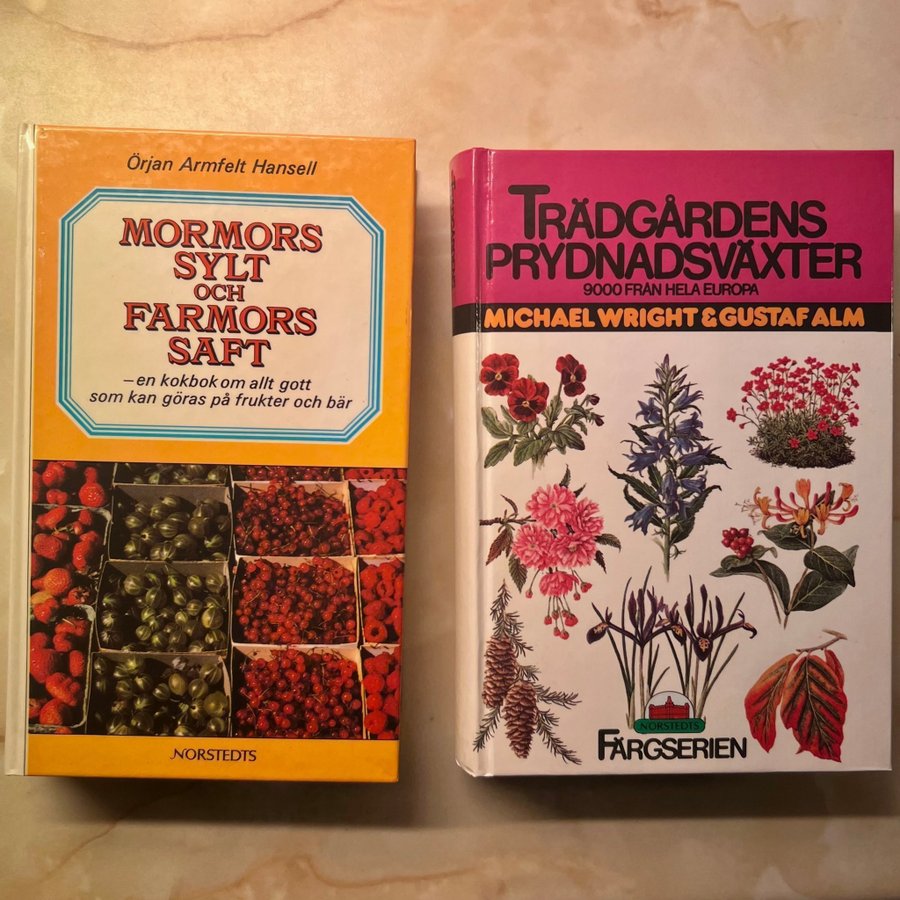 Örjan Armfelt Hansell
MORMORS
SYLT
OCH
FARMORS
SAFT
– en kokbok om allt gott
som kan göras på frukter och bär
NORSTEDTS
TRÄDGÅRDENS
PRYDNADSVÄXTER
9000 FRÅN HELA EUROPA
MICHAEL WRIGHT & GUSTAF ALM
NORSTEDTS
FÄRGSERIEN